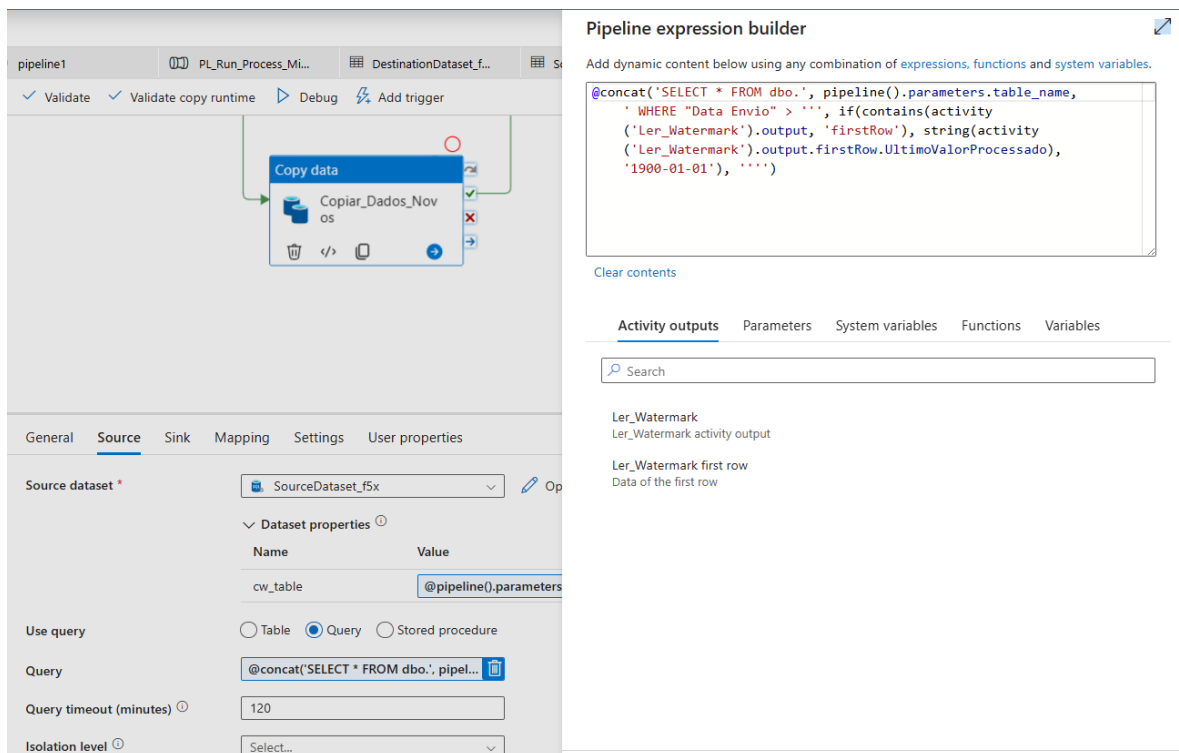 pipeline1
PL_Run_Process_Mi...
DestinationDataset_f...
Validate
Validate copy runtime
Debug
Add trigger
Copy data
Copiar_Dados_Nov
os
General
Source
Sink
Mapping
Settings
User properties
Source dataset *
SourceDataset_f5x
Op
Dataset properties
Name
Value
cw_table
@pipeline().parameters
Use query
Table
Query
Stored procedure
Query
@concat('SELECT * FROM dbo.', pipel...
Query timeout (minutes)
120
Isolation level
Select...
Pipeline expression builder
Add dynamic content below using any combination of expressions, functions and system variables.
@concat('SELECT * FROM dbo.', pipeline().parameters.table_name,
' WHERE "Data Envio" > ''', if(contains(activity
('Ler_Watermark').output, 'firstRow'), string(activity
('Ler_Watermark').output.firstRow.UltimoValorProcessado),
'1900-01-01'), '''')
Clear contents
Activity outputs
Parameters
System variables
Functions
Variables
Search
Ler_Watermark
Ler_Watermark activity output
Ler_Watermark first row
Data of the first row